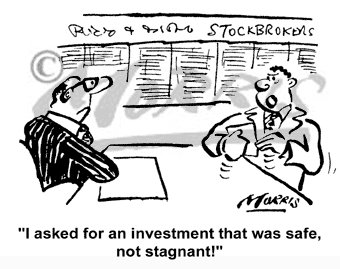 STOCKBROKERS
©
MORRIS
"I asked for an investment that was safe,
not stagnant!"